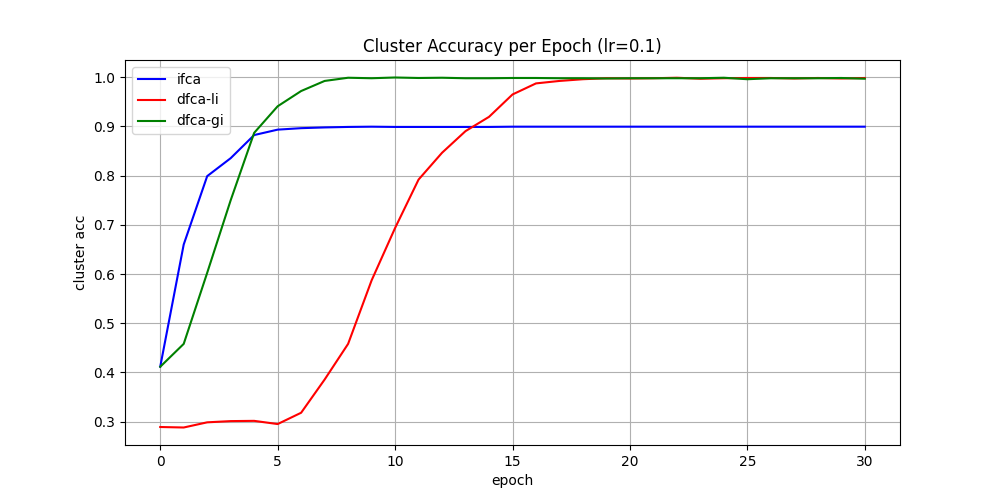 Cluster Accuracy per Epoch (lr=0.1)
ifca
dfca-li
dfca-gi
cluster acc
1.0
0.9
0.8
0.7
0.6
0.5
0.4
0.3
0 5 10 15 20 25 30
epoch